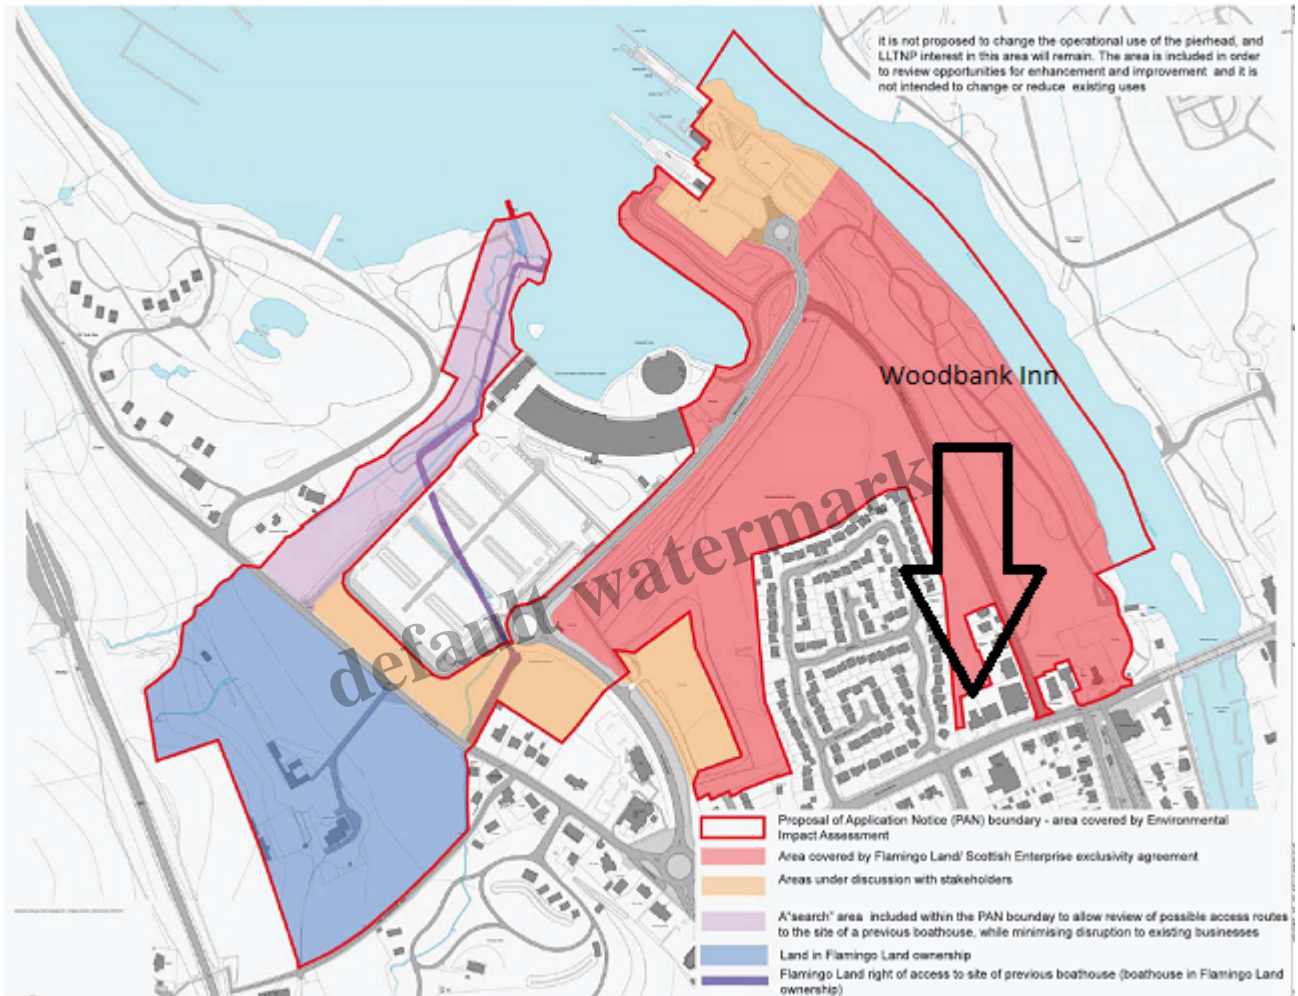 it is not proposed to change the operational use of the pierhead, and
LLTNP interest in this area will remain. The area is included in order
to review opportunities for enhancement and improvement and it is
not intended to change or reduce existing uses
Woodbank Inn
default watermark
Proposal of Application Notice (PAN) boundary - area covered by Environmental
Impact Assessment
Area covered by Flamingo Land/ Scottish Enterprise exclusivity agreement
Areas under discussion with stakeholders
A"search" area included within the PAN bounday to allow review of possible access routes
to the site of a previous boathouse, while minimising disruption to existing businesses
Land in Flamingo Land ownership
Flamingo Land right of access to site of previous boathouse (boathouse in Flamingo Land
ownership)